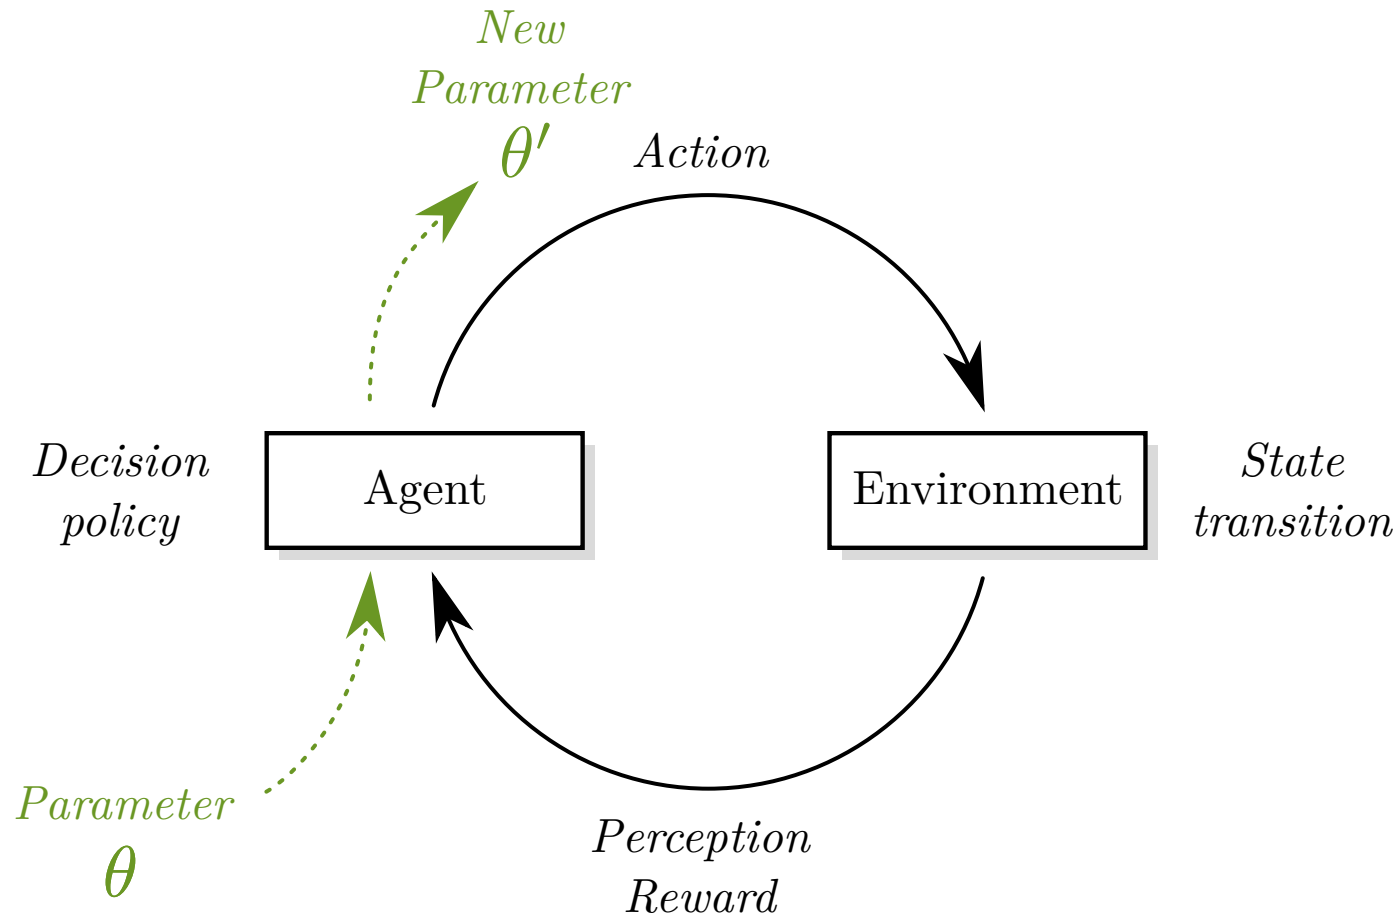 New
Parameter
θ′
Action
Decision
policy
Agent
Environment
State
transition
Parameter
θ
Perception
Reward